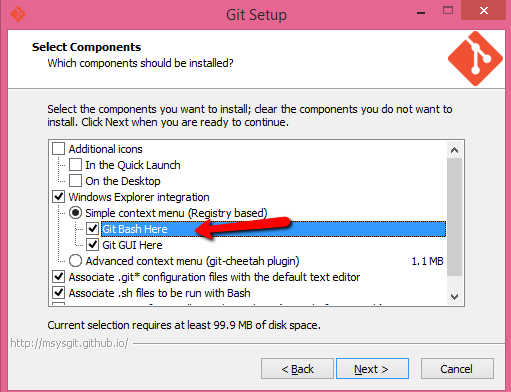 Git Setup
Select Components
Which components should be installed?
Select the components you want to install; clear the components you do not want to
install. Click Next when you are ready to continue.
Additional icons
In the Quick Launch
On the Desktop
Windows Explorer integration
Simple context menu (Registry based)
Git Bash Here
Git GUI Here
Advanced context menu (git-cheetah plugin) 1.1 MB
Associate .git* configuration files with the default text editor
Associate .sh files to be run with Bash
Current selection requires at least 99.9 MB of disk space.
http://msysgit.github.io/
< Back Next > Cancel